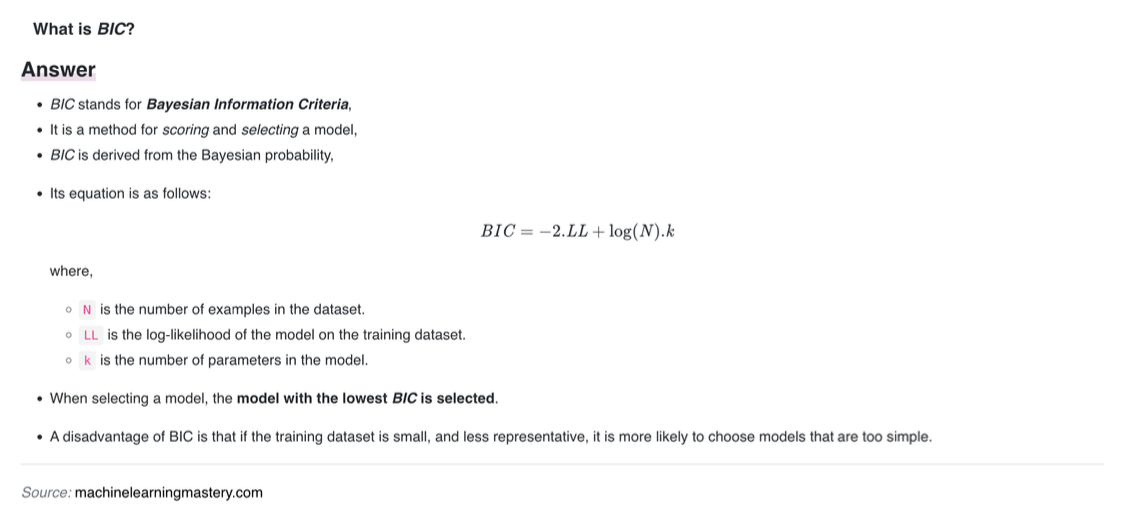 What is BIC?
Answer
• BIC stands for Bayesian Information Criteria,
• It is a method for scoring and selecting a model,
• BIC is derived from the Bayesian probability,
• Its equation is as follows:
BIC = −2.LL + log(N).k
where,
◦ N is the number of examples in the dataset.
◦ LL is the log-likelihood of the model on the training dataset.
◦ k is the number of parameters in the model.
• When selecting a model, the model with the lowest BIC is selected.
• A disadvantage of BIC is that if the training dataset is small, and less representative, it is more likely to choose models that are too simple.
Source: machinelearningmastery.com